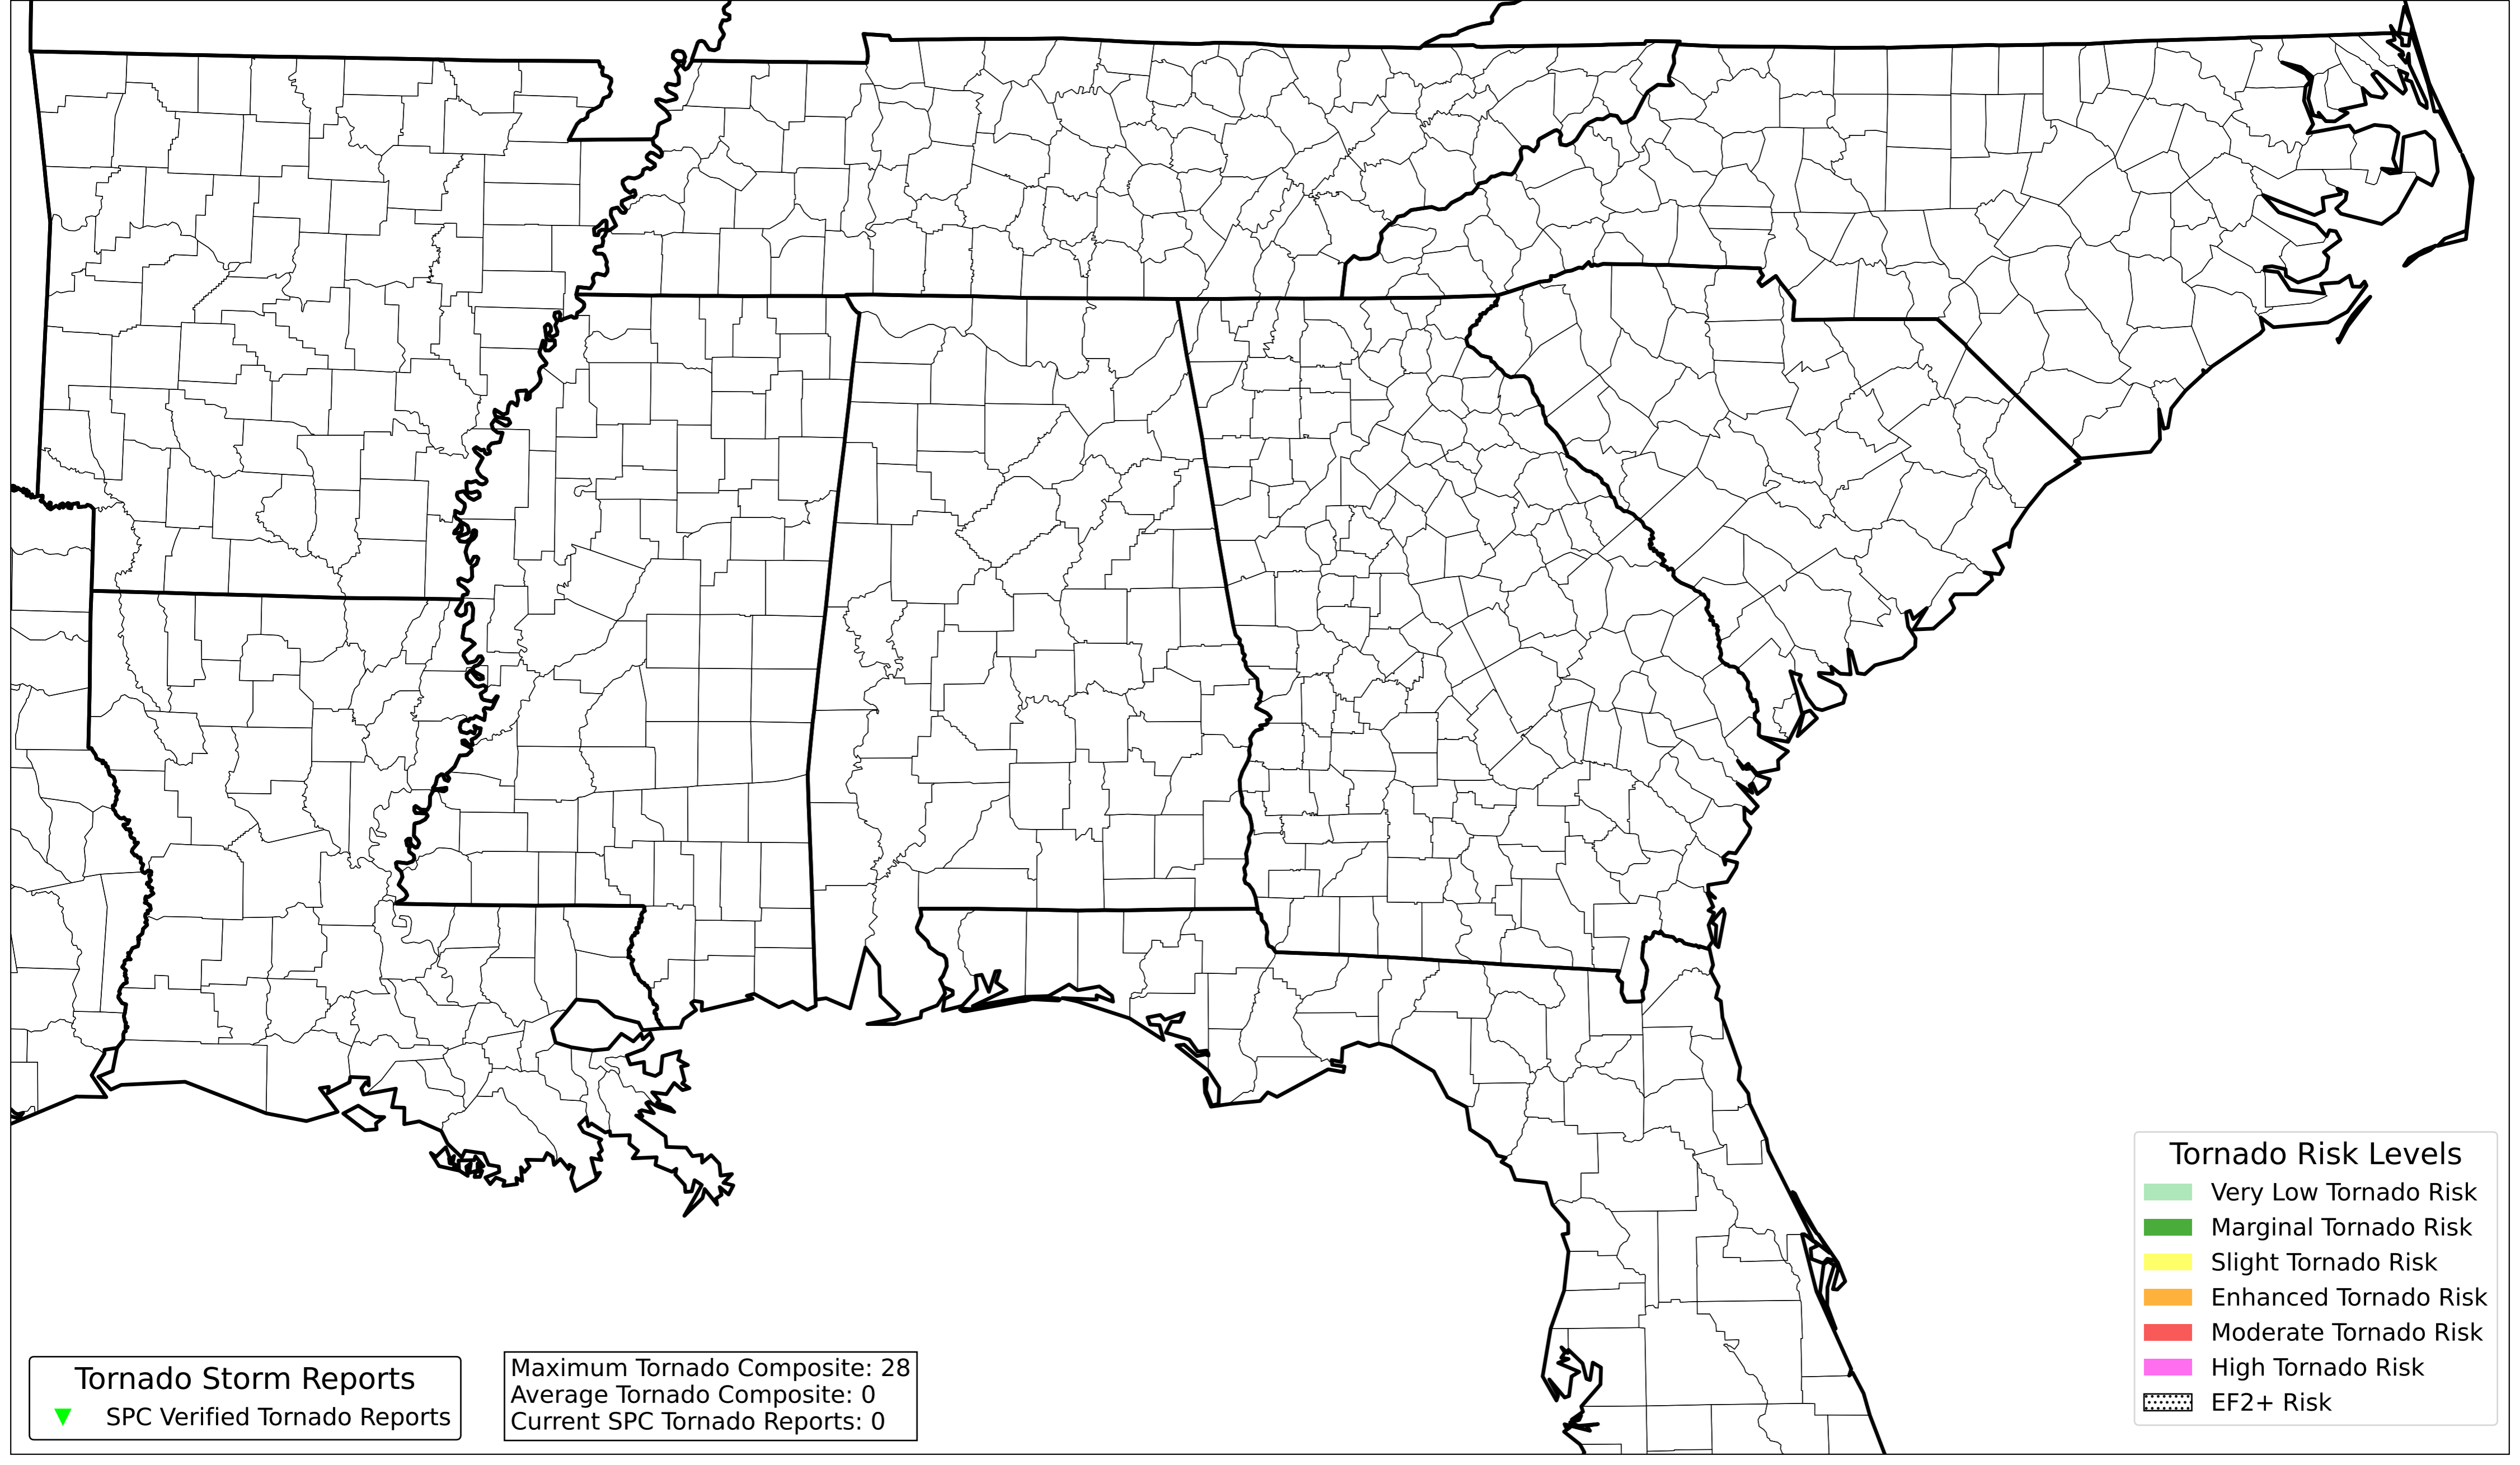 Tornado Risk Levels
Very Low Tornado Risk
Marginal Tornado Risk
Slight Tornado Risk
Enhanced Tornado Risk
Moderate Tornado Risk
High Tornado Risk
EF2+ Risk
Tornado Storm Reports
SPC Verified Tornado Reports
Maximum Tornado Composite: 28
Average Tornado Composite: 0
Current SPC Tornado Reports: 0